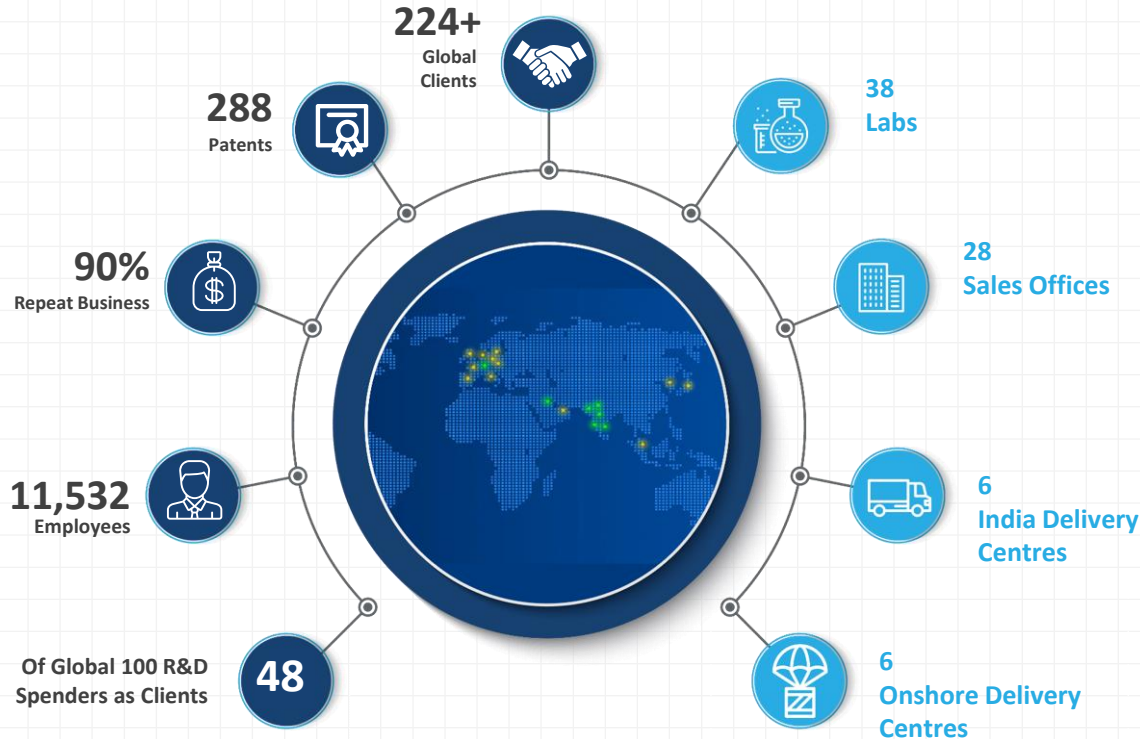 224+
Global
Clients
288
Patents
90%
Repeat Business
11,532
Employees
Of Global 100 R&D
Spenders as Clients
48
38
Labs
28
Sales Offices
6
India Delivery
Centres
6
Onshore Delivery
Centres